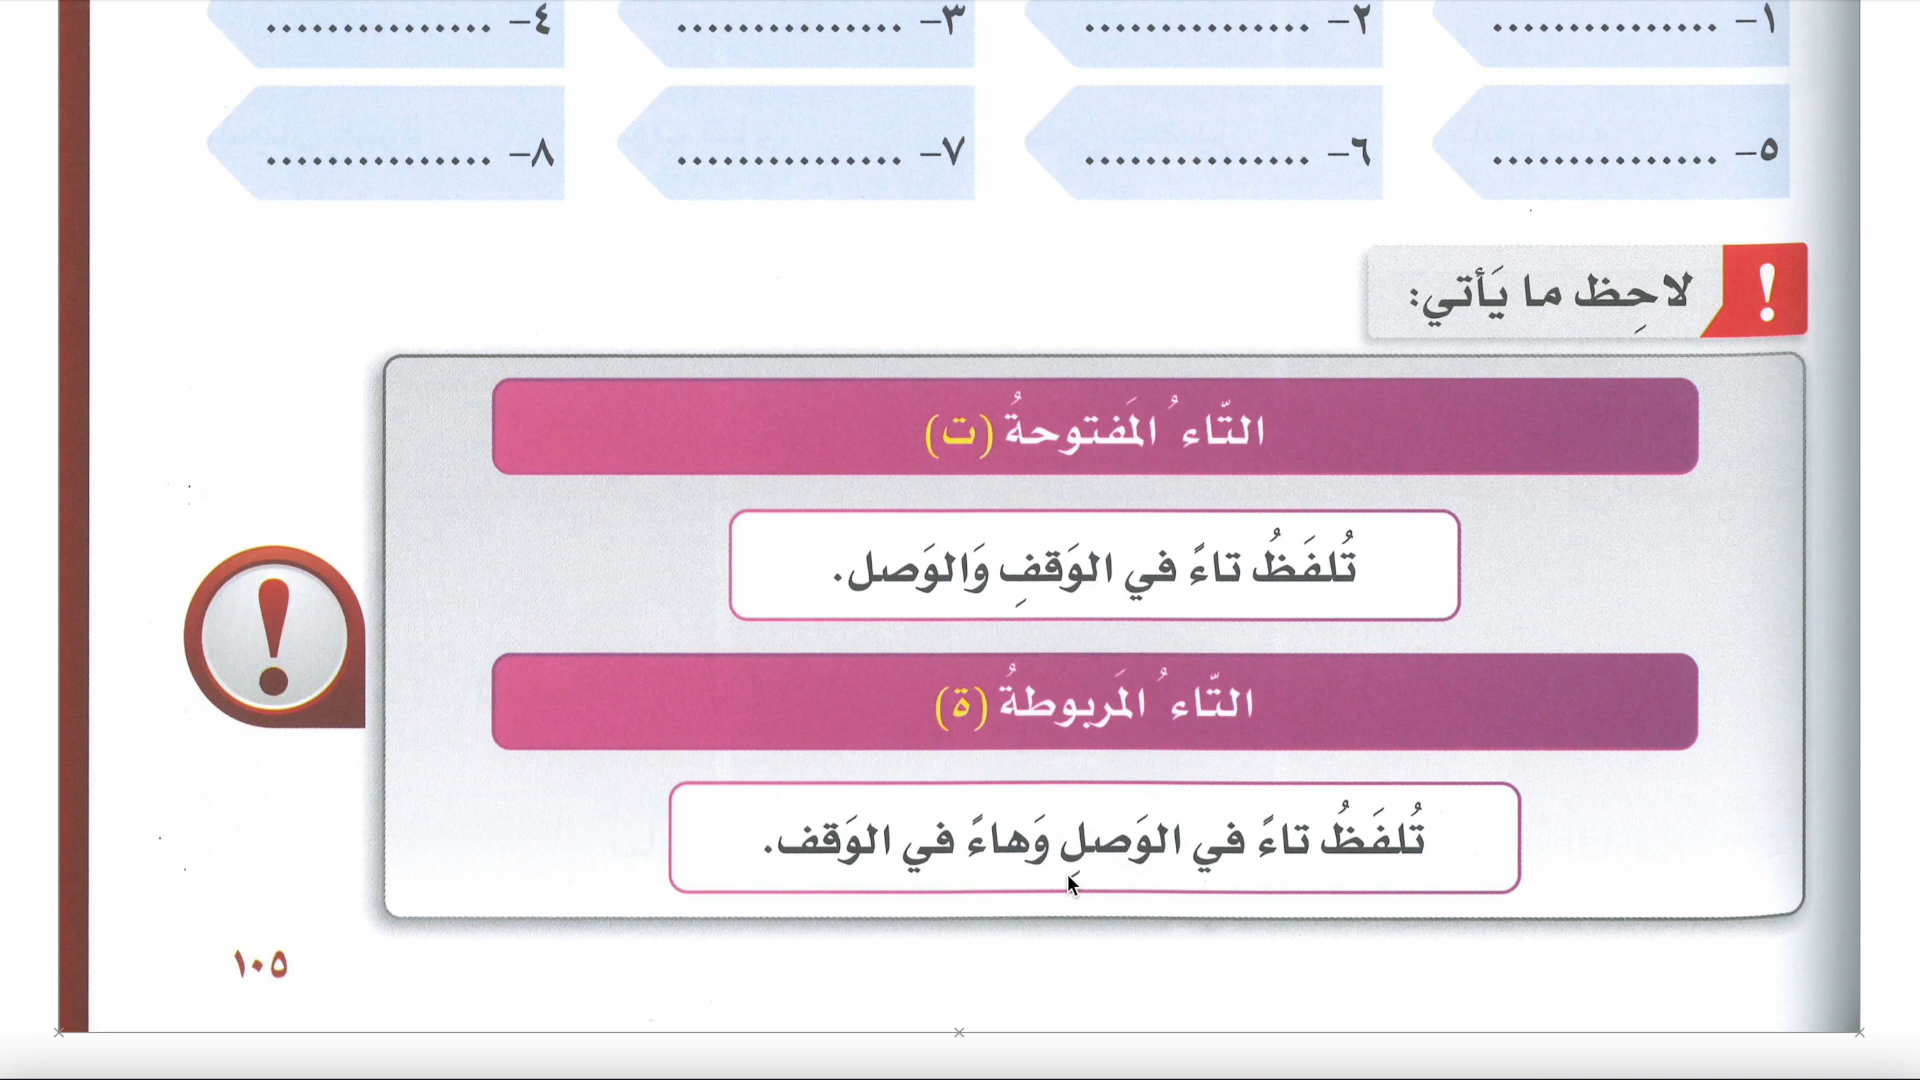 ١- ............... ٢- ............... ٣- ............... ٤- ...............
٥- ............... ٦- ............... ٧- ............... ٨- ...............
! لاحِظ ما يَأتي:
التّاءُ المَفتوحةُ (ت)
تُلفَظُ تاءً في الوَقفِ وَالوَصل.
!
التّاءُ المَربوطةُ (ة)
تُلفَظُ تاءً في الوَصلِ وَهاءً في الوَقف.
١٠٥